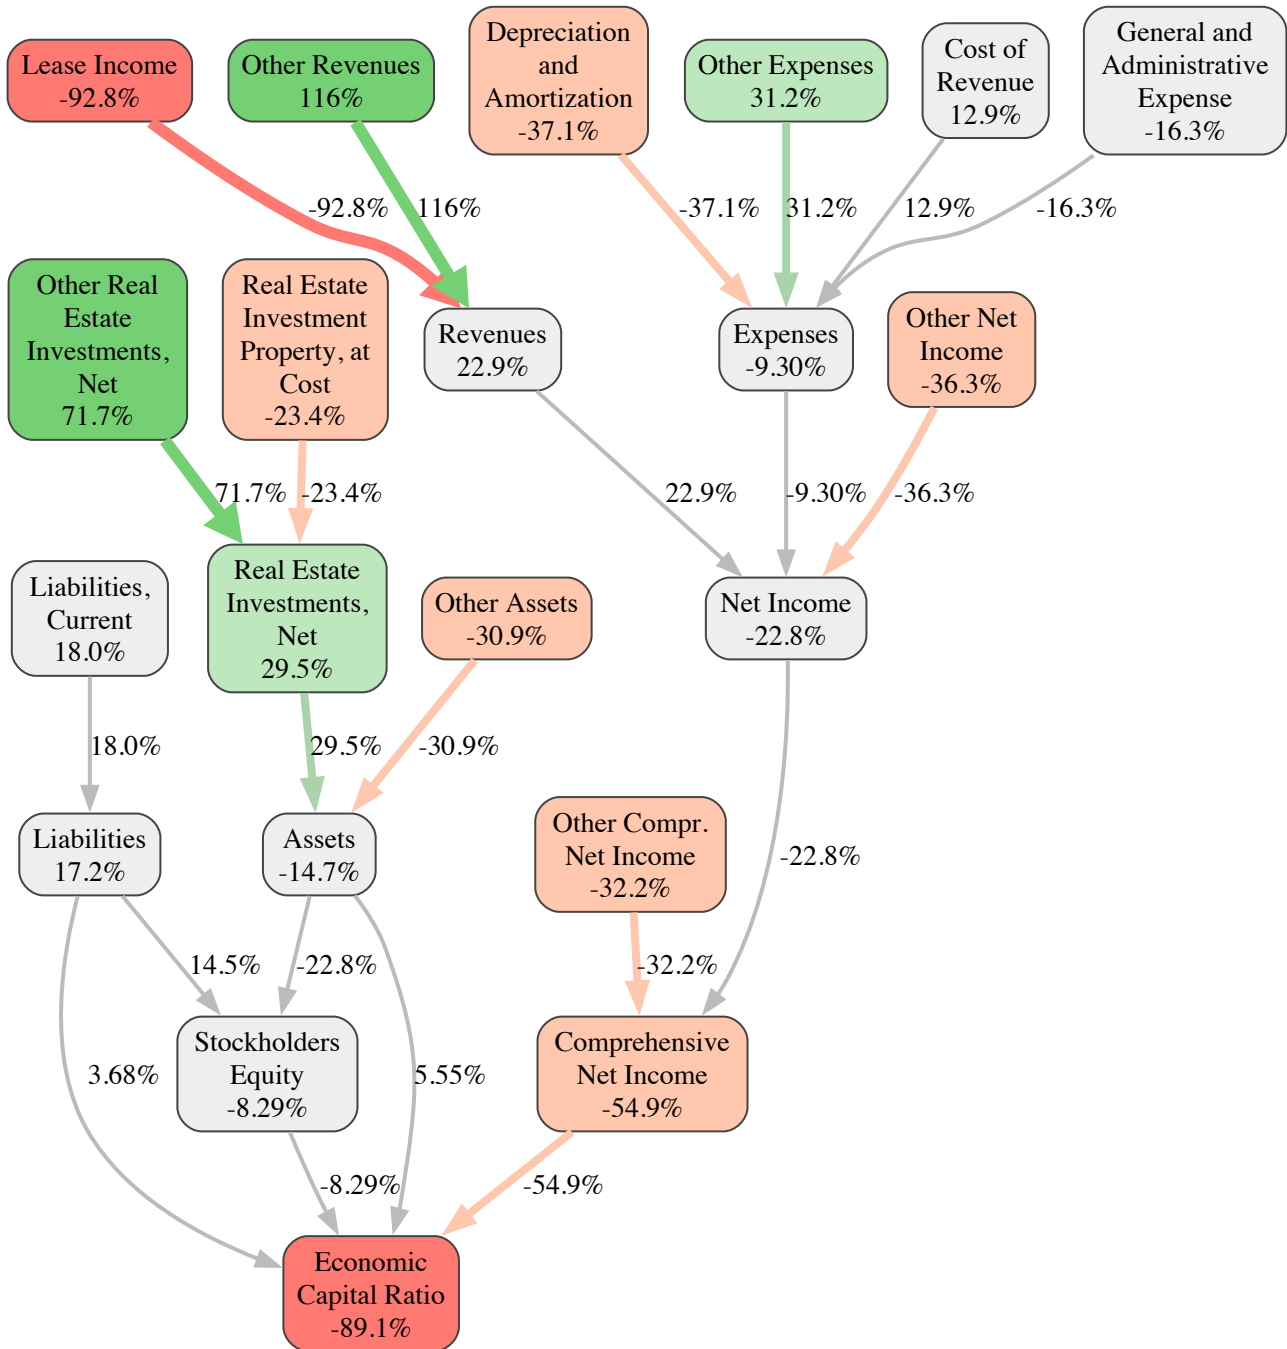 Lease Income
-92.8%
Other Revenues
116%
Depreciation
and
Amortization
-37.1%
Other Expenses
31.2%
Cost of
Revenue
12.9%
General and
Administrative
Expense
-16.3%
-92.8%
116%
-37.1%
31.2%
12.9%
-16.3%
Other Real
Estate
Investments,
Net
71.7%
Real Estate
Investment
Property, at
Cost
-23.4%
Revenues
22.9%
Expenses
-9.30%
Other Net
Income
-36.3%
71.7%
-23.4%
22.9%
-9.30%
-36.3%
Liabilities,
Current
18.0%
Real Estate
Investments,
Net
29.5%
Other Assets
-30.9%
Net Income
-22.8%
18.0%
29.5%
-30.9%
Liabilities
17.2%
Assets
-14.7%
Other Compr.
Net Income
-32.2%
-22.8%
14.5%
-22.8%
-32.2%
3.68%
Stockholders
Equity
-8.29%
5.55%
Comprehensive
Net Income
-54.9%
-8.29%
-54.9%
Economic
Capital Ratio
-89.1%